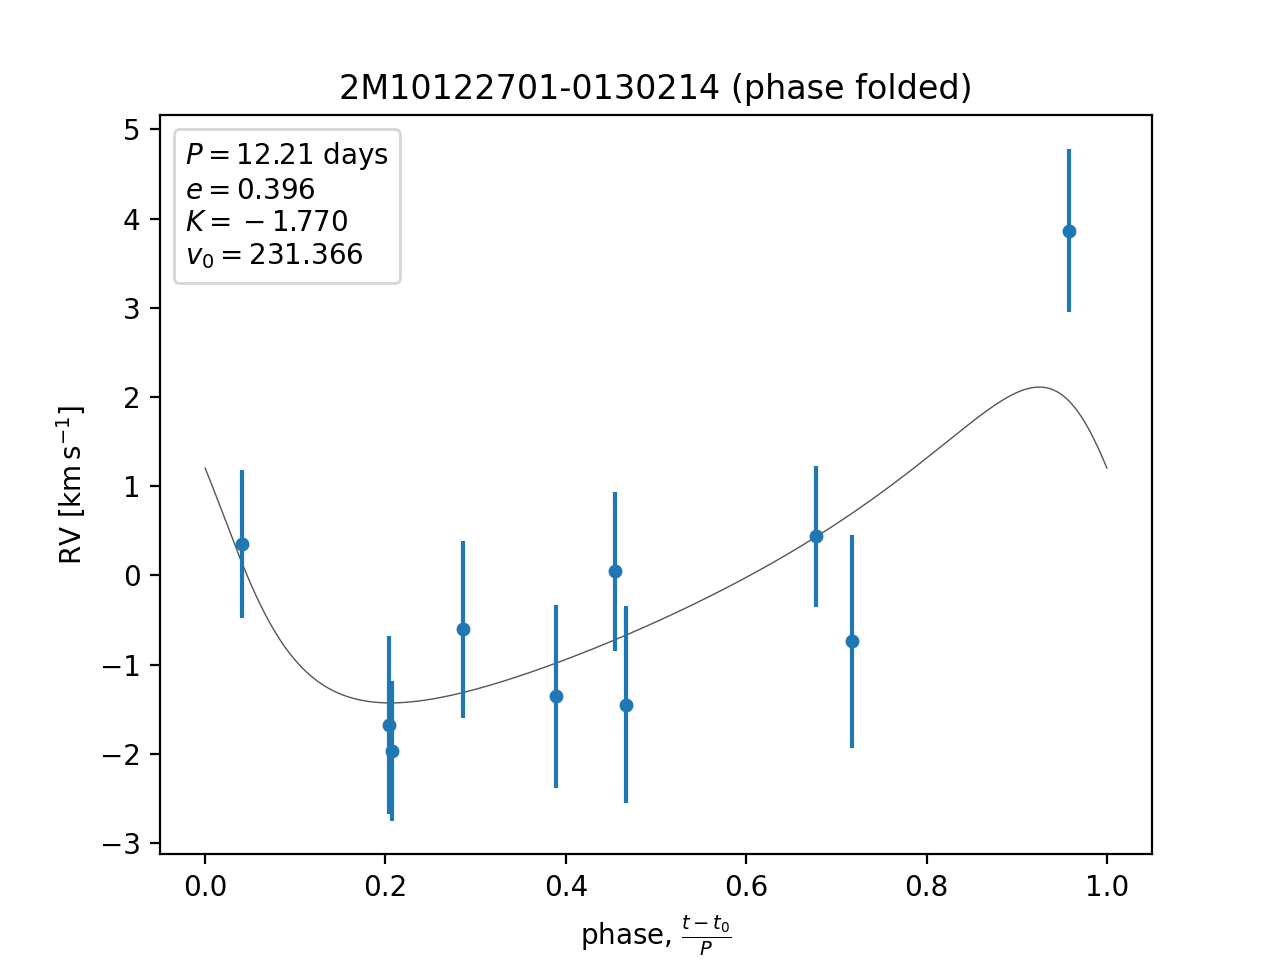 2M10122701-0130214 (phase folded)
P = 12.21 days
e = 0.396
K = −1.770
v₀ = 231.366
5
4
3
2
1
0
−1
−2
−3
RV [km s⁻¹]
0.0 0.2 0.4 0.6 0.8 1.0
phase, (t − t₀)/P